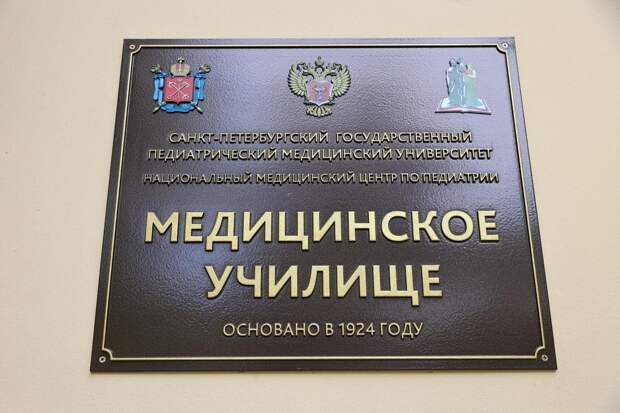 САНКТ-ПЕТЕРБУРГСКИЙ ГОСУДАРСТВЕННЫЙ
ПЕДИАТРИЧЕСКИЙ МЕДИЦИНСКИЙ УНИВЕРСИТЕТ
НАЦИОНАЛЬНЫЙ МЕДИЦИНСКИЙ ЦЕНТР ПО ПЕДИАТРИИ
МЕДИЦИНСКОЕ
УЧИЛИЩЕ
ОСНОВАНО В 1924 ГОДУ